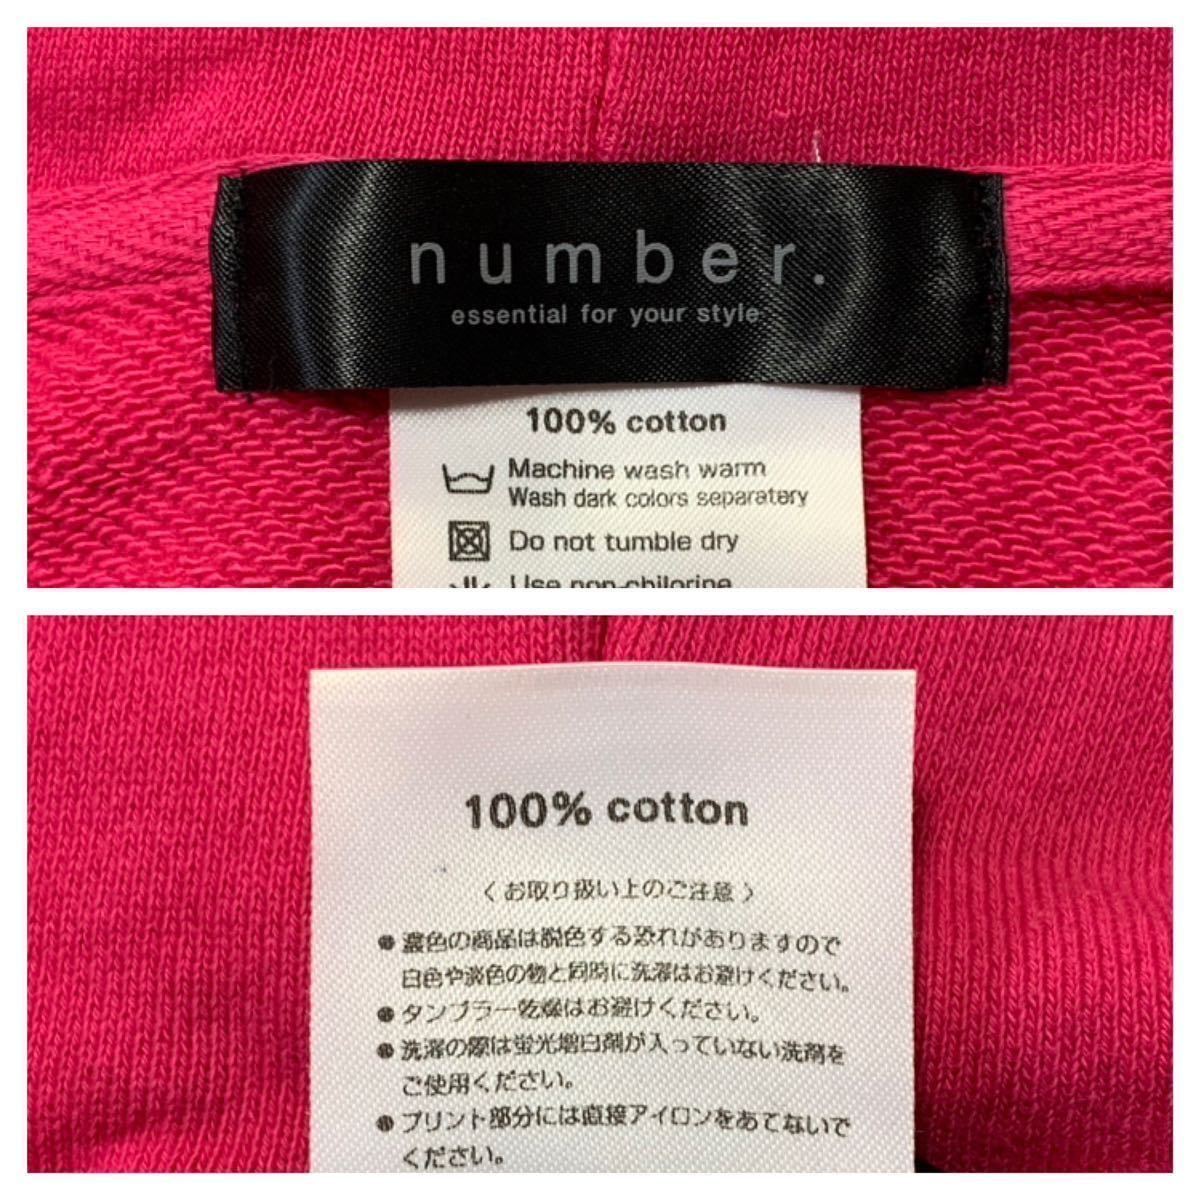 number.
essential for your style
100% cotton
Machine wash warm
Wash dark colors separatery
Do not tumble dry
Use non-chilorine
100% cotton
〈お取り扱い上のご注意〉
●濃色の商品は脱色する恐れがありますので
白色や淡色の物と同時に洗濯はお避けください。
●タンブラー乾燥はお避けください。
●洗濯の際は蛍光増白剤が入っていない洗剤を
ご使用ください。
●プリント部分には直接アイロンをあてないで
ください。